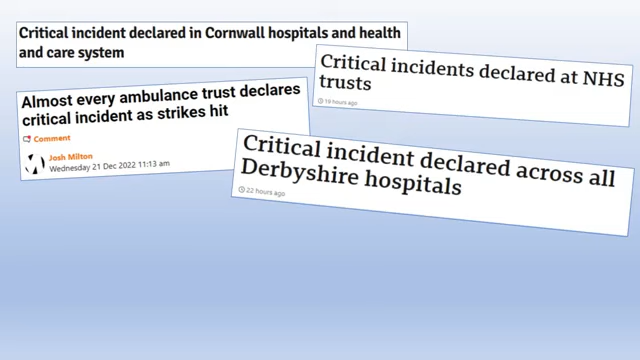 Critical incident declared in Cornwall hospitals and health
and care system
Critical incidents declared at NHS
trusts
19 hours ago
Almost every ambulance trust declares
critical incident as strikes hit
Comment
Josh Milton
Wednesday 21 Dec 2022 11:13 am
Critical incident declared across all
Derbyshire hospitals
22 hours ago